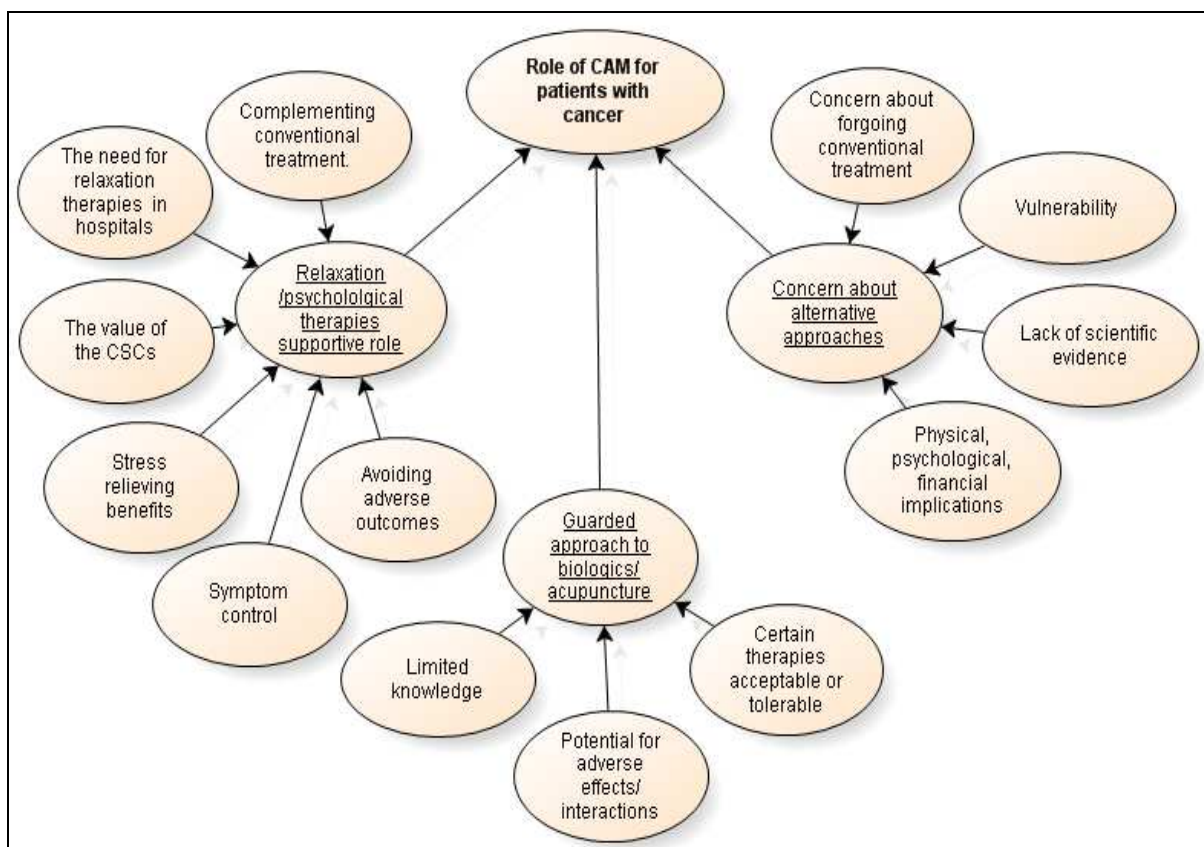 Role of CAM for
patients with
cancer
Complementing
conventional
treatment.
The need for
relaxation
therapies in
hospitals
Relaxation
/psychololgical
therapies
supportive role
The value of
the CSCs
Stress
relieving
benefits
Symptom
control
Avoiding
adverse
outcomes
Guarded
approach to
biologics/
acupuncture
Limited
knowledge
Potential for
adverse
effects/
interactions
Certain
therapies
acceptable or
tolerable
Concern about
forgoing
conventional
treatment
Vulnerability
Concern about
alternative
approaches
Lack of scientific
evidence
Physical,
psychological,
financial
implications